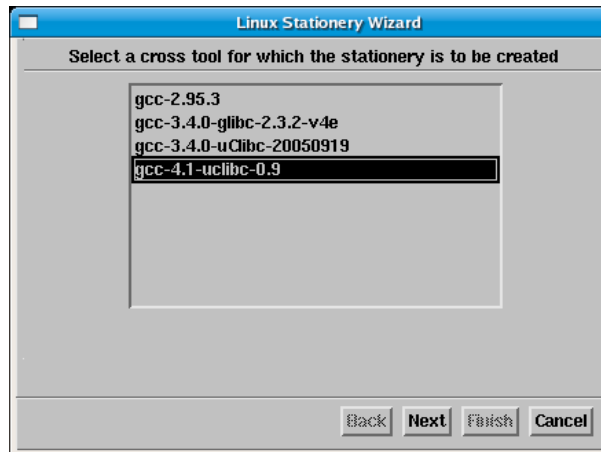 Linux Stationery Wizard
Select a cross tool for which the stationery is to be created
gcc-2.95.3
gcc-3.4.0-glibc-2.3.2-v4e
gcc-3.4.0-uClibc-20050919
gcc-4.1-uclibc-0.9
Back Next Finish Cancel